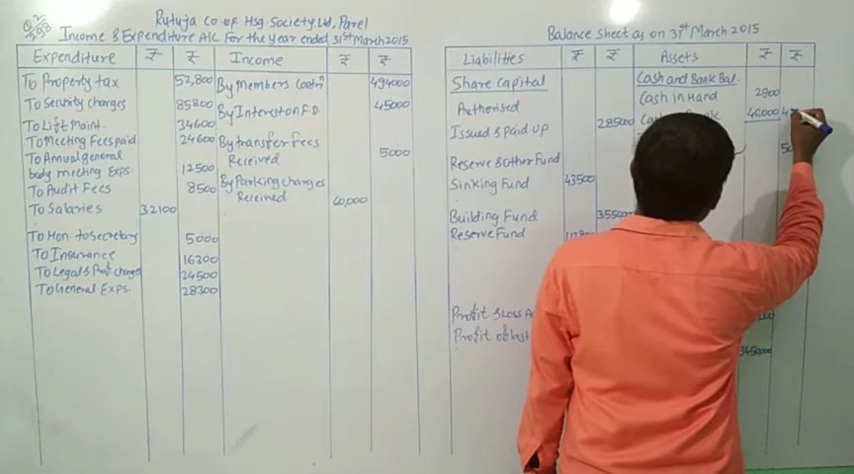 Q.2
298
Rutuja Co-op. Hsg. Society Ltd, Parel
Income & Expenditure A/C For the year ended 31st March 2015
Expenditure ₹ ₹ Income ₹ ₹
To Property tax 52,800 By Members Contrn 494000
To Security charges 85800 By Interest on F.D. 45000
To Lift Maint. 34600
To Meeting Fees paid 24600 By transfer Fees
To Annual general Received 5000
body meeting Exps. 12500
To Audit Fees 8500 By Parking charges
To Salaries 32100 Received 60,000
To Hon. to Secretary 5000
To Insurance 16200
To Legal & Prof. charges 24500
To General Exps. 28300
Balance Sheet as on 31st March 2015
Liabilities ₹ ₹ Assets ₹ ₹
Share Capital Cash and Bank Bal.
Authorised Cash in Hand 2900
Issued & Paid up 285000 40,000
Reserve & Other Fund
Sinking Fund 43500
Building Fund
Reserve Fund
Profit & Loss A
Profit of last